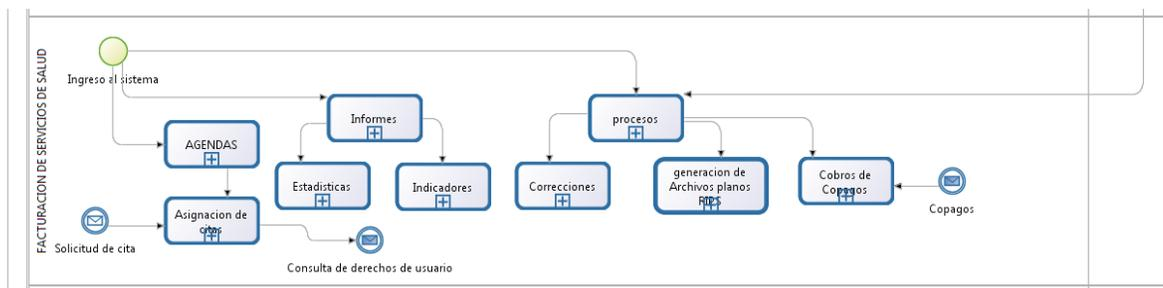 FACTURACION DE SERVICIOS DE SALUD
Ingreso al sistema
Informes
procesos
AGENDAS
Estadisticas
Indicadores
Correcciones
generacion de
Archivos planos
RIPS
Cobros de
Copagos
Copagos
Asignacion de
citas
Solicitud de cita
Consulta de derechos de usuario